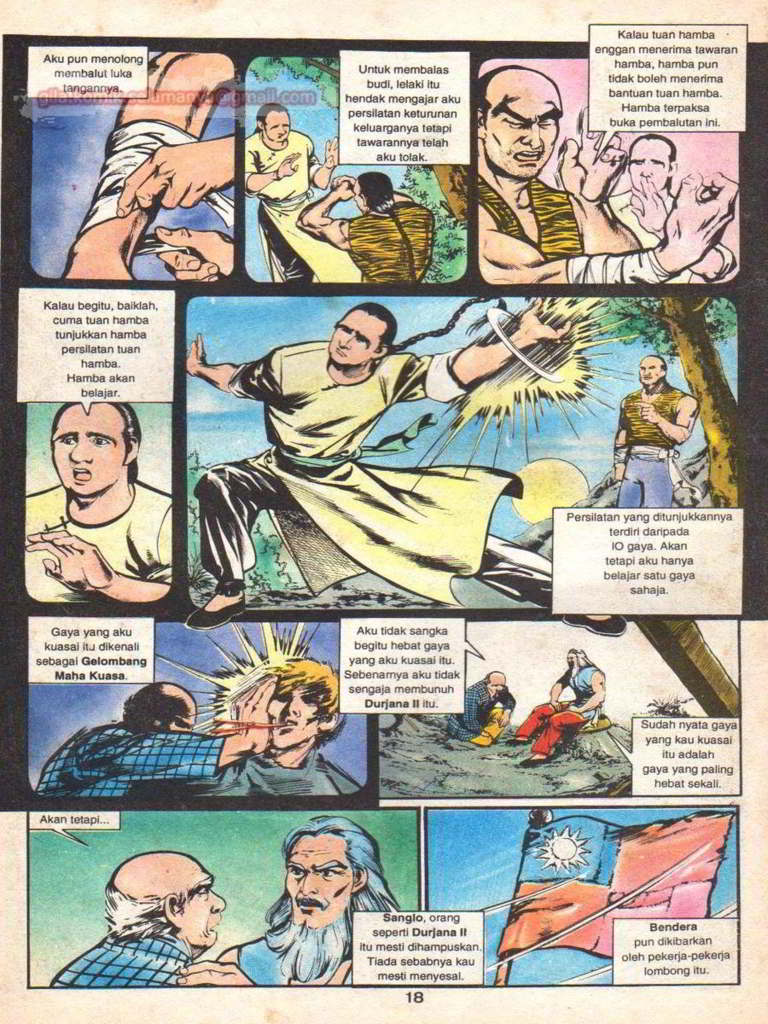 Aku pun menolong
membalut luka
tangannya.
Untuk membalas
budi, lelaki itu
hendak mengajar aku
persilatan keturunan
keluarganya tetapi
tawarannya telah
aku tolak.
Kalau tuan hamba
enggan menerima tawaran
hamba, hamba pun
tidak boleh menerima
bantuan tuan hamba.
Hamba terpaksa
buka pembalutan ini.
Kalau begitu, baiklah,
cuma tuan hamba
tunjukkan hamba
persilatan tuan
hamba.
Hamba akan
belajar.
Persilatan yang ditunjukkannya
terdiri daripada
IO gaya. Akan
tetapi aku hanya
belajar satu gaya
sahaja.
Gaya yang aku
kuasai itu dikenali
sebagai Gelombang
Maha Kuasa.
Aku tidak sangka
begitu hebat gaya
yang aku kuasai itu.
Sebenarnya aku tidak
sengaja membunuh
Durjana II itu.
Sudah nyata gaya
yang kau kuasai
itu adalah
gaya yang paling
hebat sekali.
Akan tetapi...
Sanglo, orang
seperti Durjana II
itu mesti dihapuskan.
Tiada sebabnya kau
mesti menyesal.
Bendera
pun dikibarkan
oleh pekerja-pekerja
lombong itu.
18